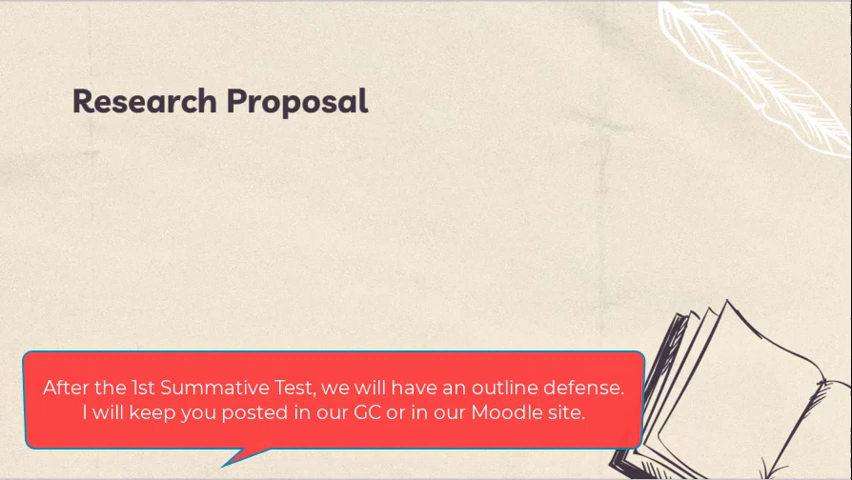 Research Proposal
After the 1st Summative Test, we will have an outline defense.
I will keep you posted in our GC or in our Moodle site.